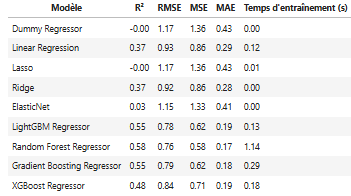 Modèle R² RMSE MSE MAE Temps d'entraînement (s)
Dummy Regressor -0.00 1.17 1.36 0.43 0.00
Linear Regression 0.37 0.93 0.86 0.29 0.12
Lasso -0.00 1.17 1.36 0.43 0.01
Ridge 0.37 0.92 0.86 0.28 0.00
ElasticNet 0.03 1.15 1.33 0.41 0.00
LightGBM Regressor 0.55 0.78 0.62 0.19 0.13
Random Forest Regressor 0.58 0.76 0.58 0.17 1.14
Gradient Boosting Regressor 0.55 0.79 0.62 0.18 0.29
XGBoost Regressor 0.48 0.84 0.71 0.19 0.18